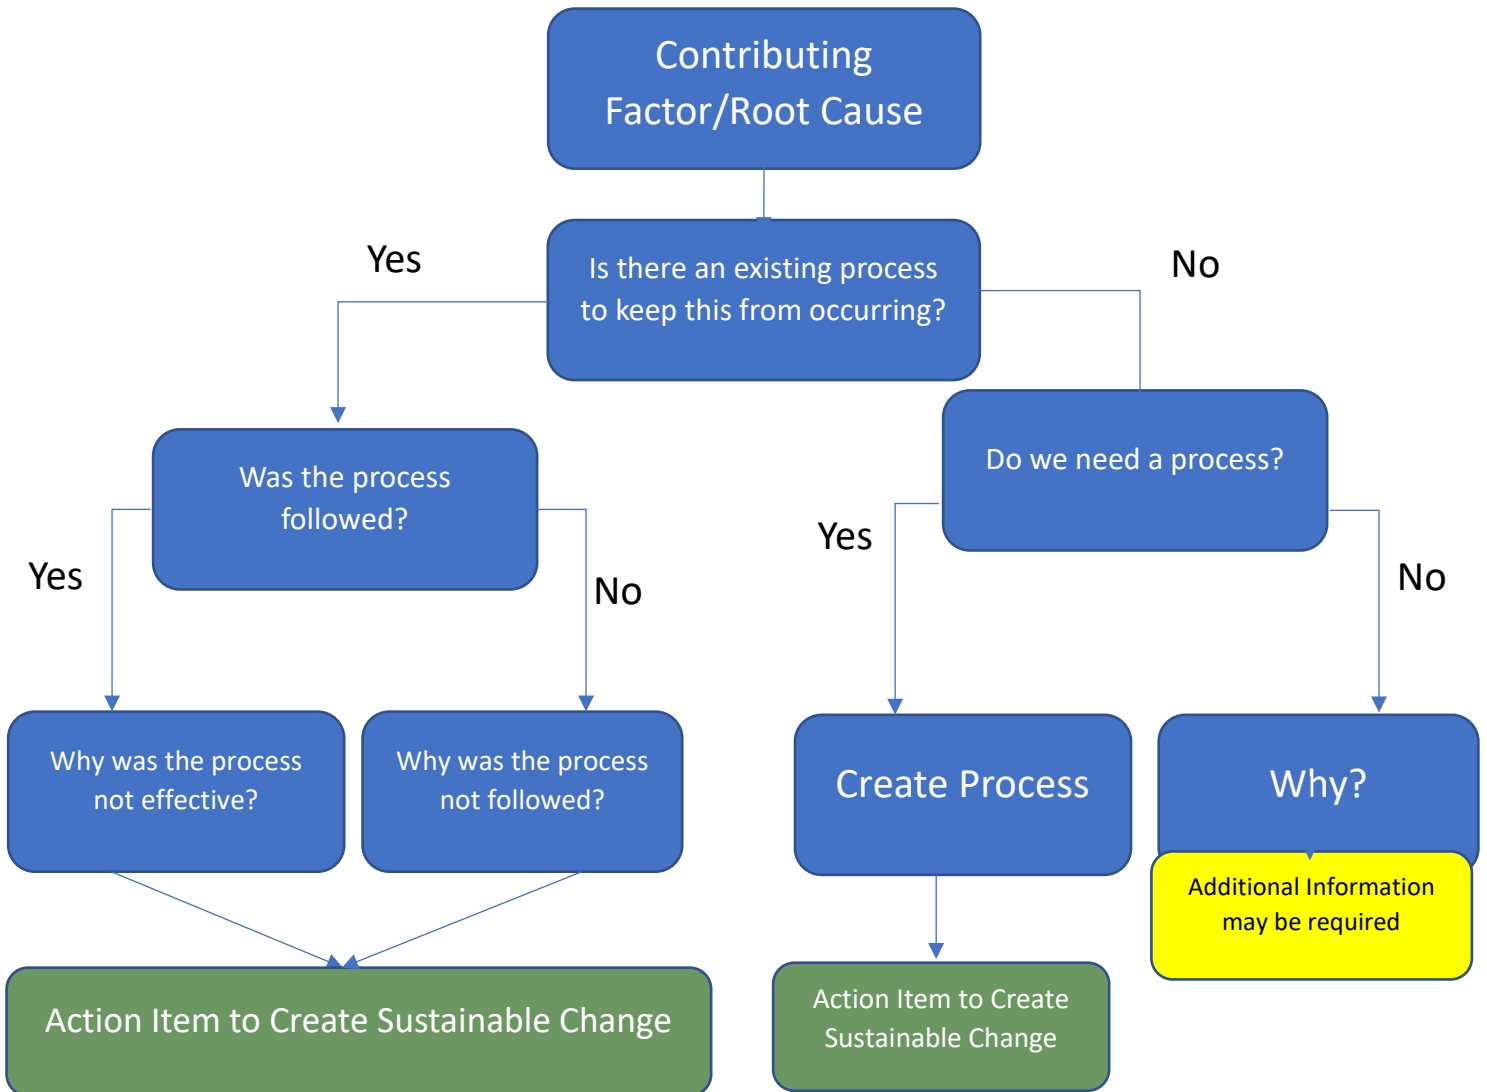 Contributing
Factor/Root Cause
Yes
Is there an existing process
to keep this from occurring?
No
Was the process
followed?
Do we need a process?
Yes
No
Yes
No
Why was the process
not effective?
Why was the process
not followed?
Create Process
Why?
Additional Information
may be required
Action Item to Create Sustainable Change
Action Item to Create
Sustainable Change